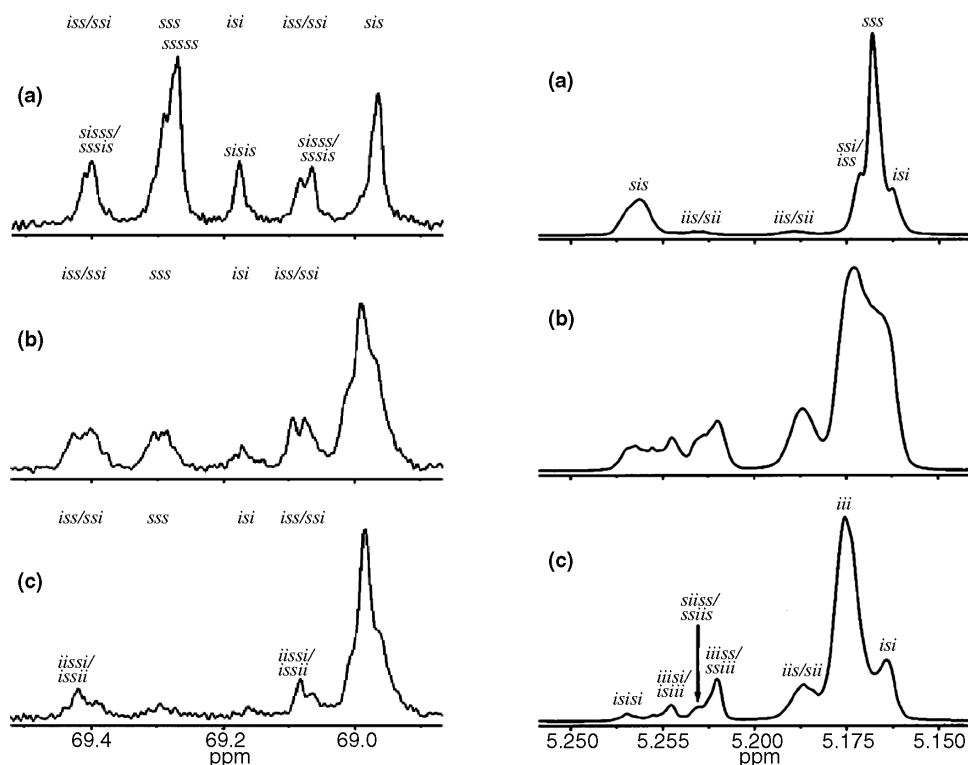 iss/ssi sss isi iss/ssi sis
sssss
(a)
sisss/
sssis
sisis
sisss/
sssis
iss/ssi sss isi iss/ssi
(b)
iss/ssi sss isi iss/ssi
(c)
iissi/
issii
iissi/
issii
69.4 69.2 69.0
ppm
sss
(a)
ssi/
iss
isi
sis
iis/sii
iis/sii
(b)
iii
(c)
siiss/
ssiis
iiiss/
ssiii
iiisi/
isiii
isisi
iis/sii
isi
5.250 5.255 5.200 5.175 5.150
ppm